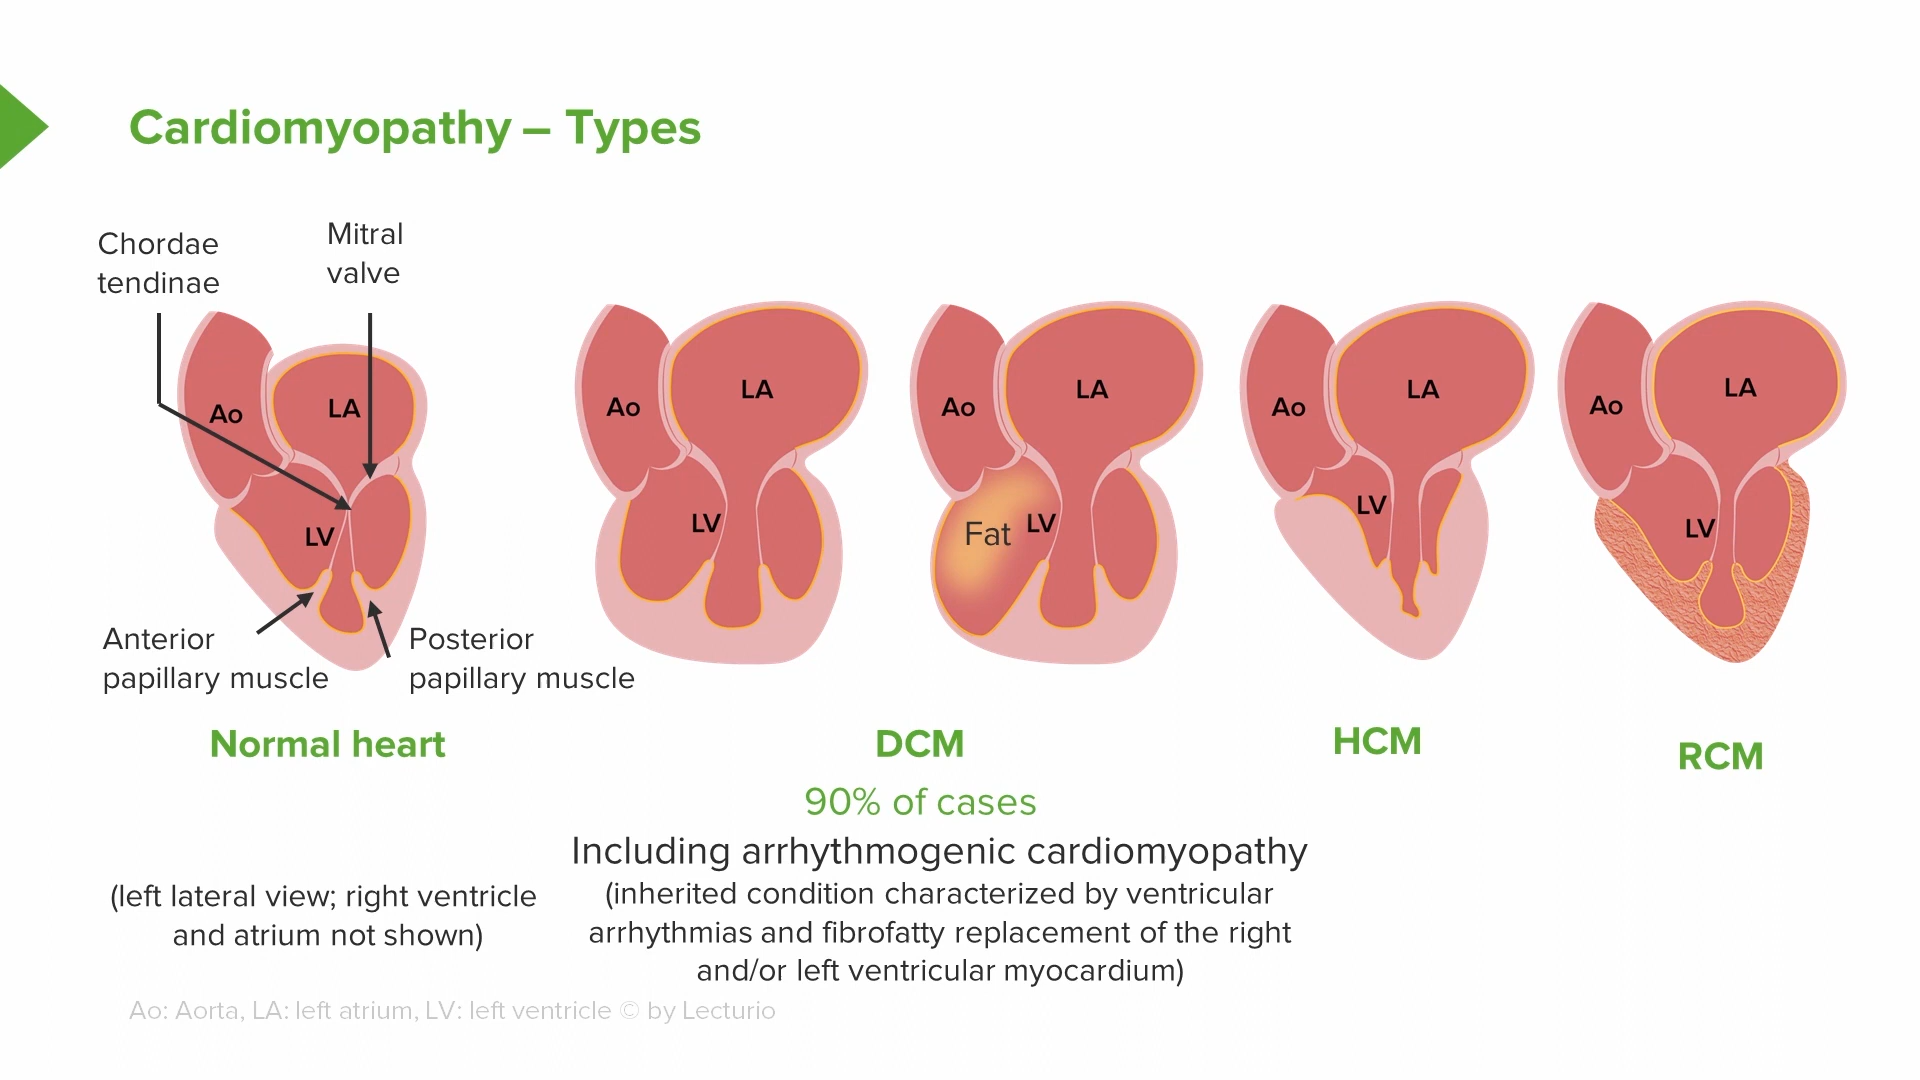 Cardiomyopathy – Types
Chordae
tendinae
Mitral
valve
Ao
LA
LV
Anterior
papillary muscle
Posterior
papillary muscle
Ao
LA
LV
Ao
LA
Fat
LV
Ao
LA
LV
Ao
LA
LV
Normal heart
(left lateral view; right ventricle
and atrium not shown)
DCM
90% of cases
Including arrhythmogenic cardiomyopathy
(inherited condition characterized by ventricular
arrhythmias and fibrofatty replacement of the right
and/or left ventricular myocardium)
HCM
RCM
Ao: Aorta, LA: left atrium, LV: left ventricle © by Lecturio